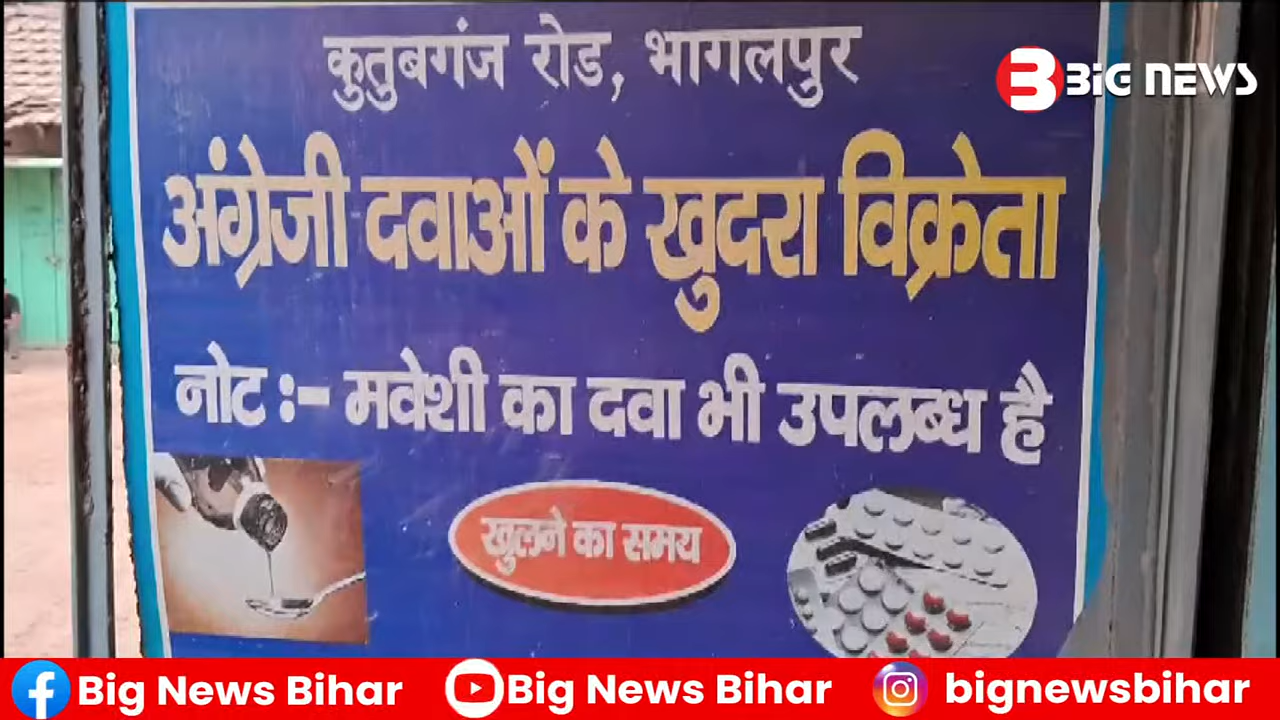 कुतुबगंज रोड, भागलपुर
BIG NEWS
अंग्रेजी दवाओं के खुदरा विक्रेता
नोट :- मवेशी का दवा भी उपलब्ध है
खुलने का समय
Big News Bihar
Big News Bihar
bignewsbihar